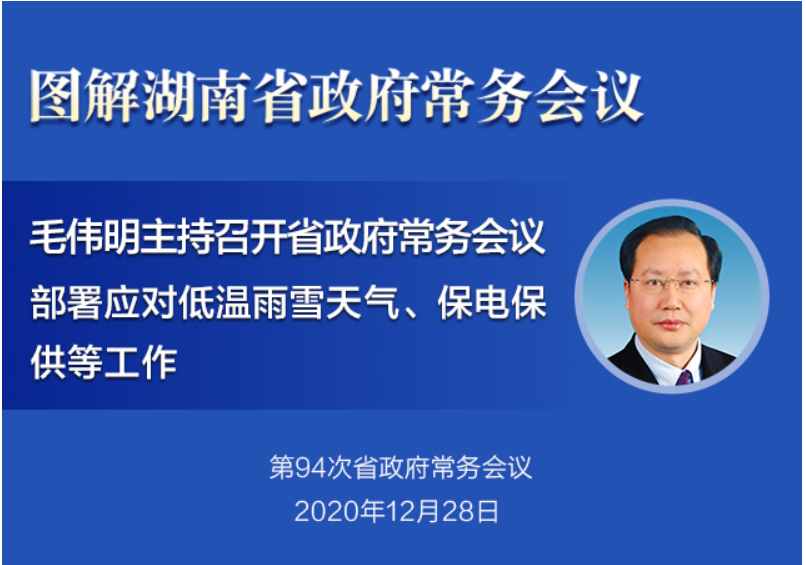 图解湖南省政府常务会议
毛伟明主持召开省政府常务会议
部署应对低温雨雪天气、保电保
供等工作
第94次省政府常务会议
2020年12月28日